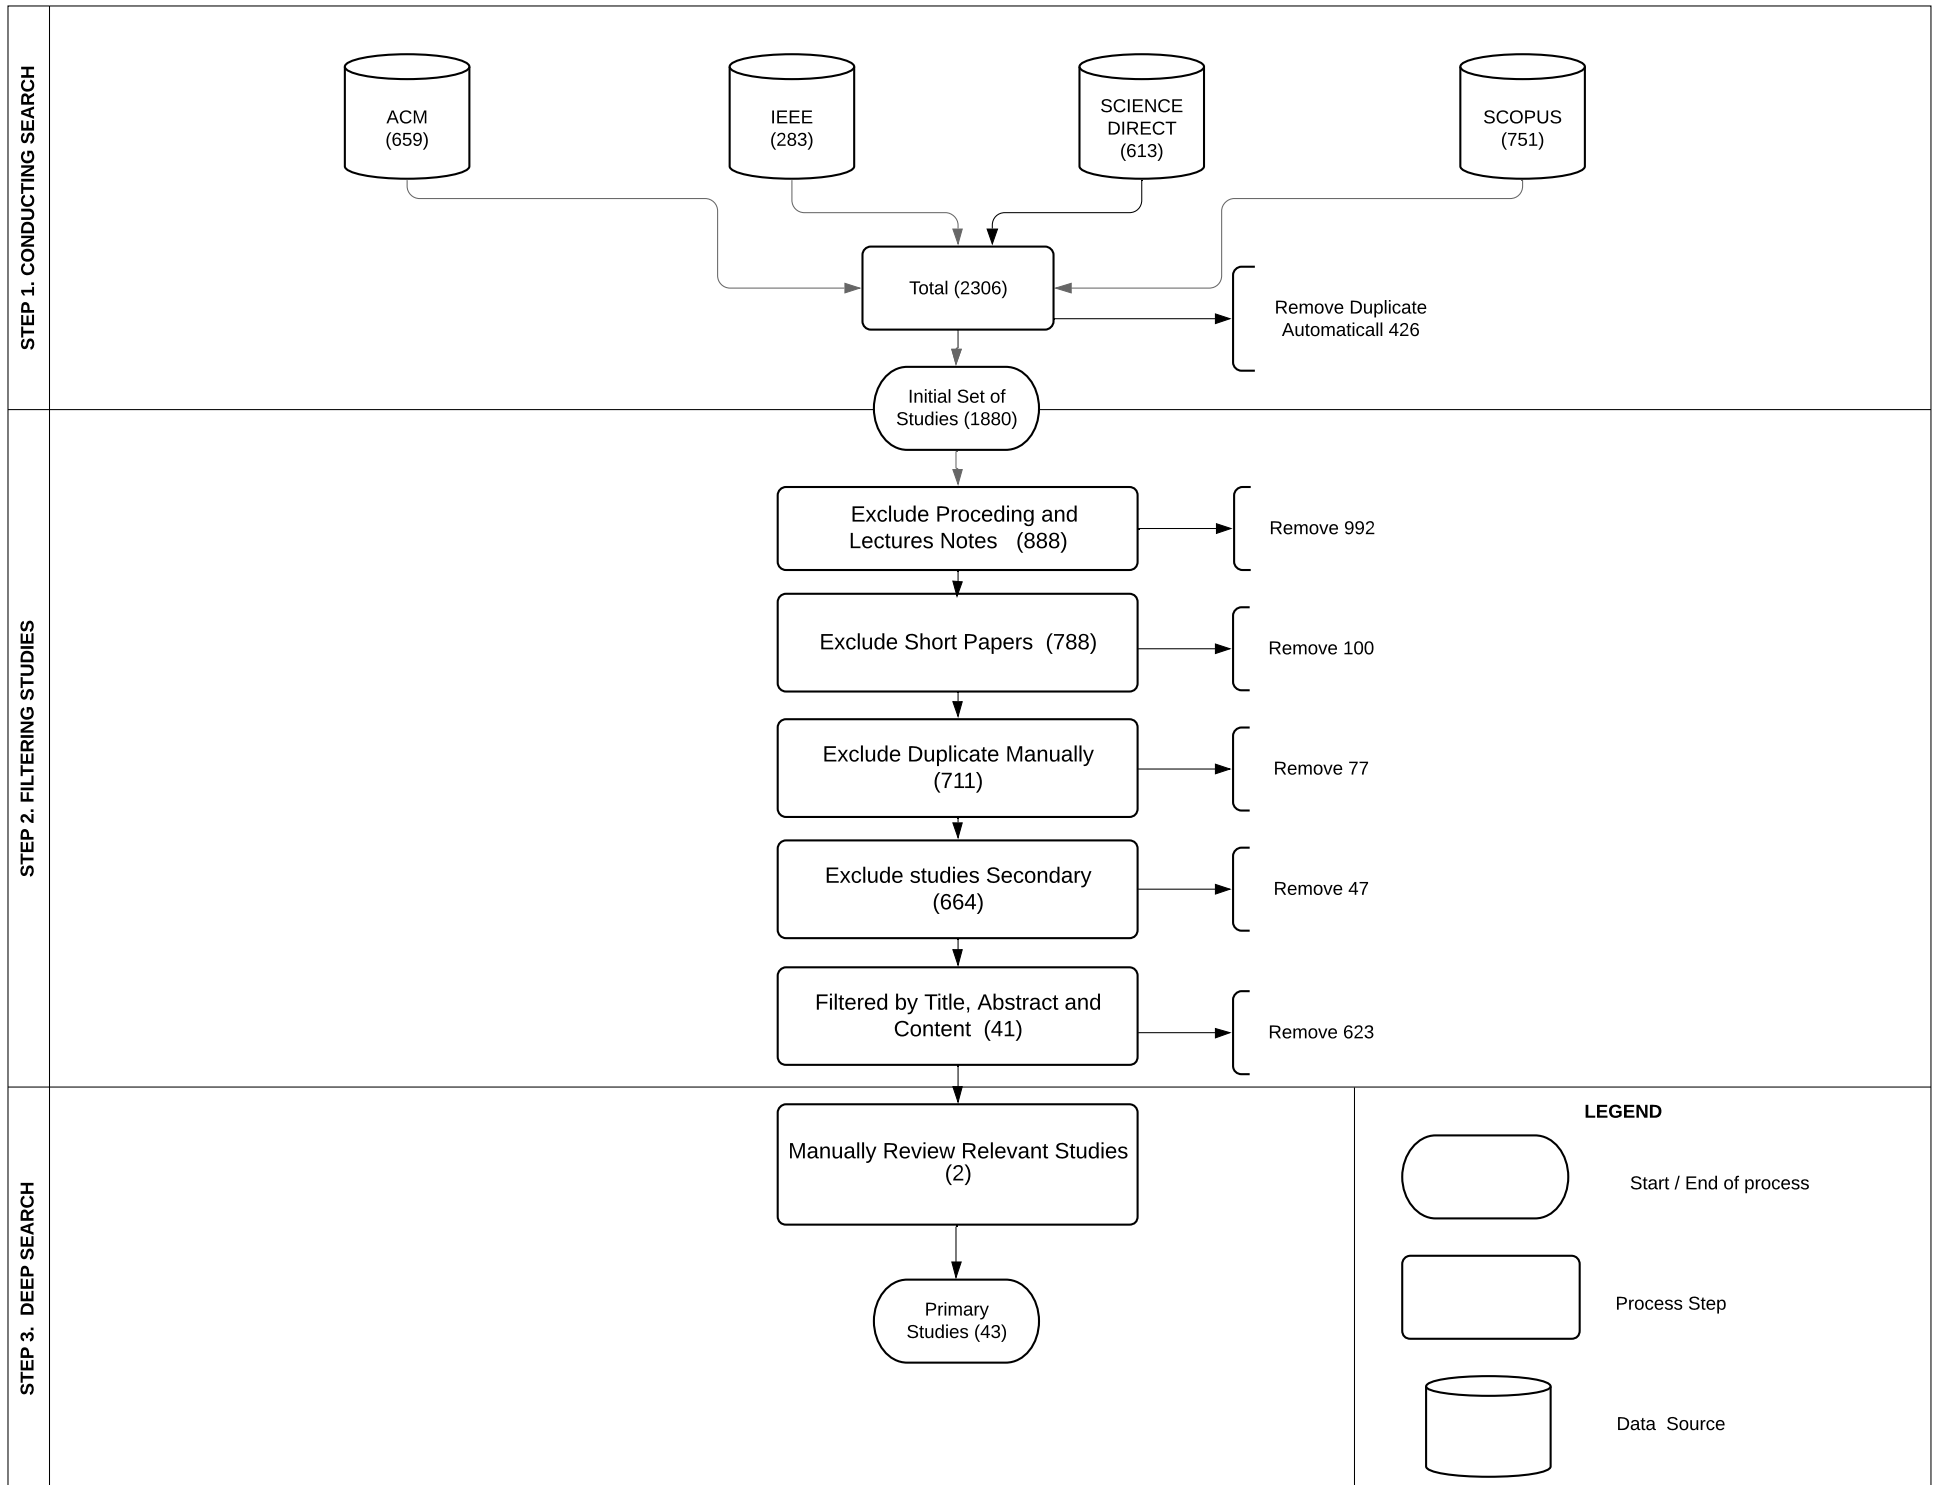 STEP 1. CONDUCTING SEARCH
ACM
(659)
IEEE
(283)
SCIENCE
DIRECT
(613)
SCOPUS
(751)
Total (2306)
Remove Duplicate
Automaticall 426
Initial Set of
Studies (1880)
STEP 2. FILTERING STUDIES
Exclude Proceding and
Lectures Notes (888)
Remove 992
Exclude Short Papers (788)
Remove 100
Exclude Duplicate Manually
(711)
Remove 77
Exclude studies Secondary
(664)
Remove 47
Filtered by Title, Abstract and
Content (41)
Remove 623
STEP 3. DEEP SEARCH
Manually Review Relevant Studies
(2)
Primary
Studies (43)
LEGEND
Start / End of process
Process Step
Data Source